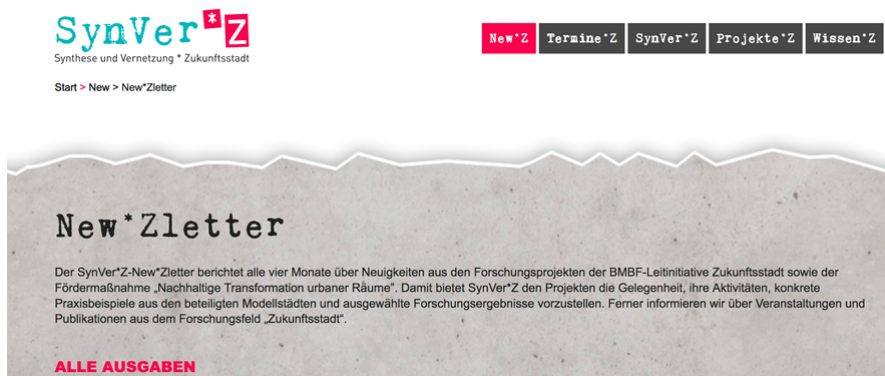 SynVer*Z
Synthese und Vernetzung * Zukunftsstadt
New*Z Termine*Z SynVer*Z Projekte*Z Wissen*Z
Start > New > New*Zletter
New*Zletter
Der SynVer*Z-New*Zletter berichtet alle vier Monate über Neuigkeiten aus den Forschungsprojekten der BMBF-Leitinitiative Zukunftsstadt sowie der
Fördermaßnahme „Nachhaltige Transformation urbaner Räume“. Damit bietet SynVer*Z den Projekten die Gelegenheit, ihre Aktivitäten, konkrete
Praxisbeispiele aus den beteiligten Modellstädten und ausgewählte Forschungsergebnisse vorzustellen. Ferner informieren wir über Veranstaltungen und
Publikationen aus dem Forschungsfeld „Zukunftsstadt“.
ALLE AUSGABEN